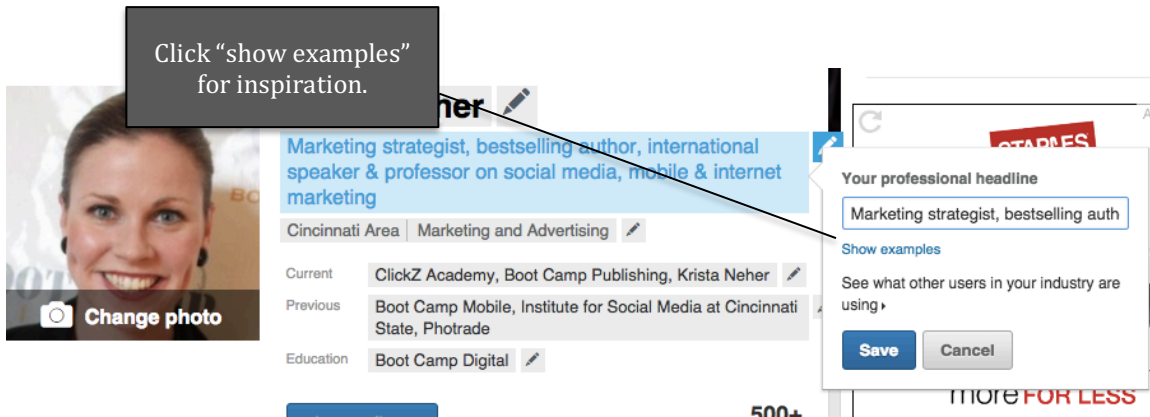 Click “show examples”
for inspiration.
her
Marketing strategist, bestselling author, international
speaker & professor on social media, mobile & internet
marketing
Cincinnati Area | Marketing and Advertising
Current ClickZ Academy, Boot Camp Publishing, Krista Neher
Previous Boot Camp Mobile, Institute for Social Media at Cincinnati
State, Photrade
Education Boot Camp Digital
Change photo
500+
STAPLES
Your professional headline
Marketing strategist, bestselling auth
Show examples
See what other users in your industry are
using
Save Cancel
more FOR LESS